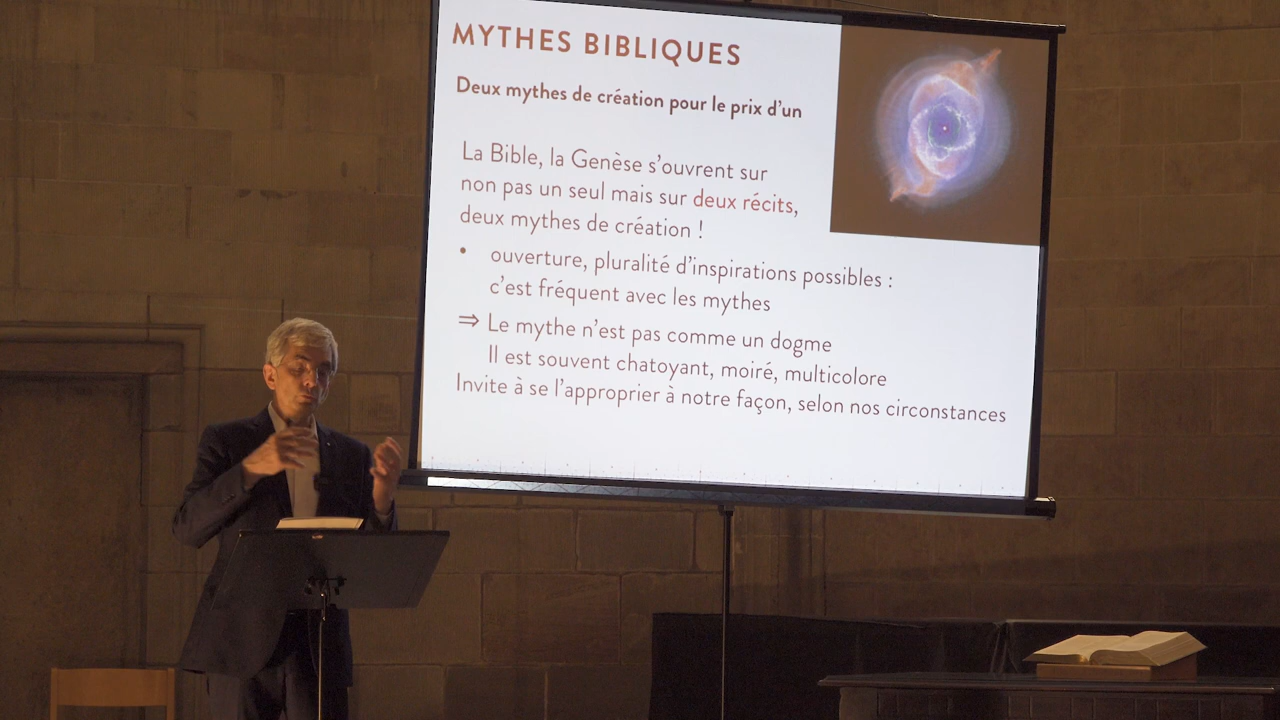 MYTHES BIBLIQUES
Deux mythes de création pour le prix d'un
La Bible, la Genèse s'ouvrent sur
non pas un seul mais sur deux récits,
deux mythes de création !
• ouverture, pluralité d'inspirations possibles :
c'est fréquent avec les mythes
⇒ Le mythe n'est pas comme un dogme
Il est souvent chatoyant, moiré, multicolore
Invite à se l'approprier à notre façon, selon nos circonstances